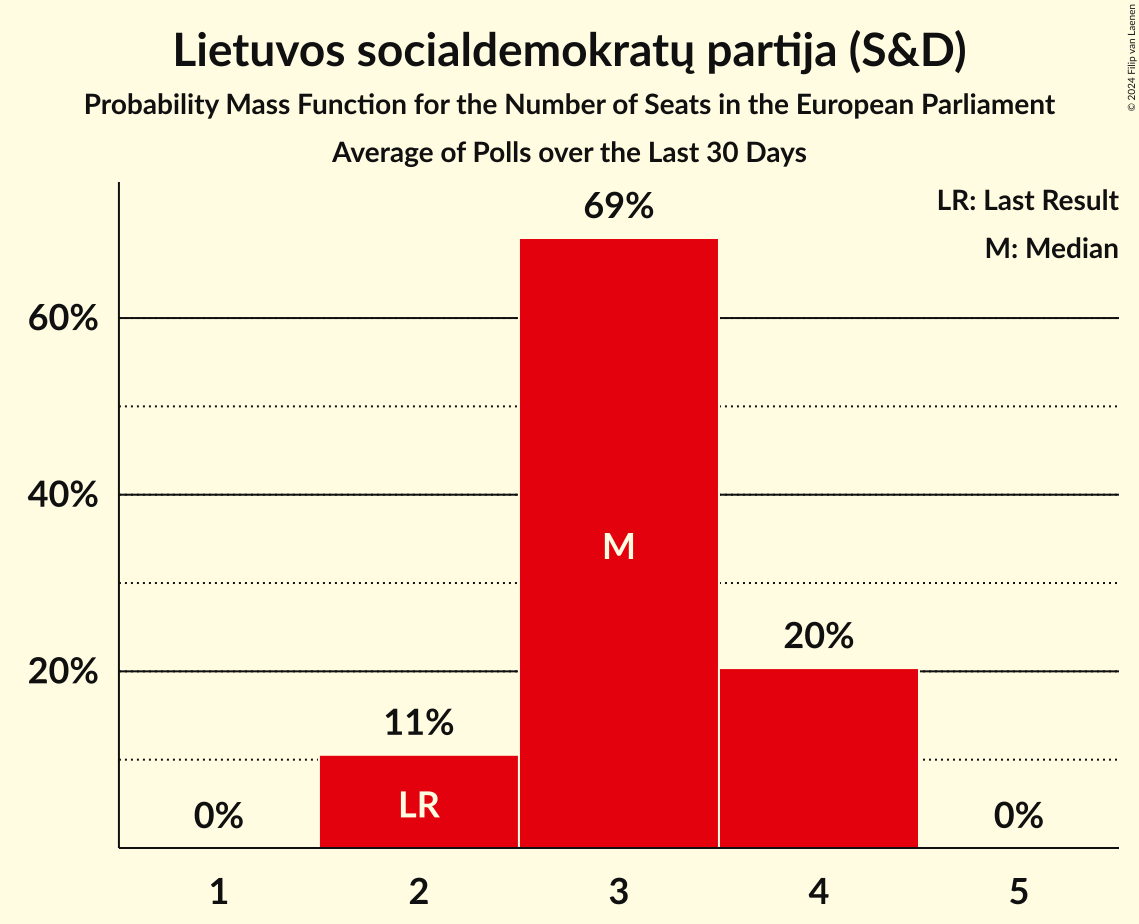 Lietuvos socialdemokratų partija (S&D)
Probability Mass Function for the Number of Seats in the European Parliament
Average of Polls over the Last 30 Days
© 2024 Filip van Laenen
LR: Last Result
M: Median
69%
60%
40%
M
20%
20%
11%
LR
0%
0%
1 2 3 4 5